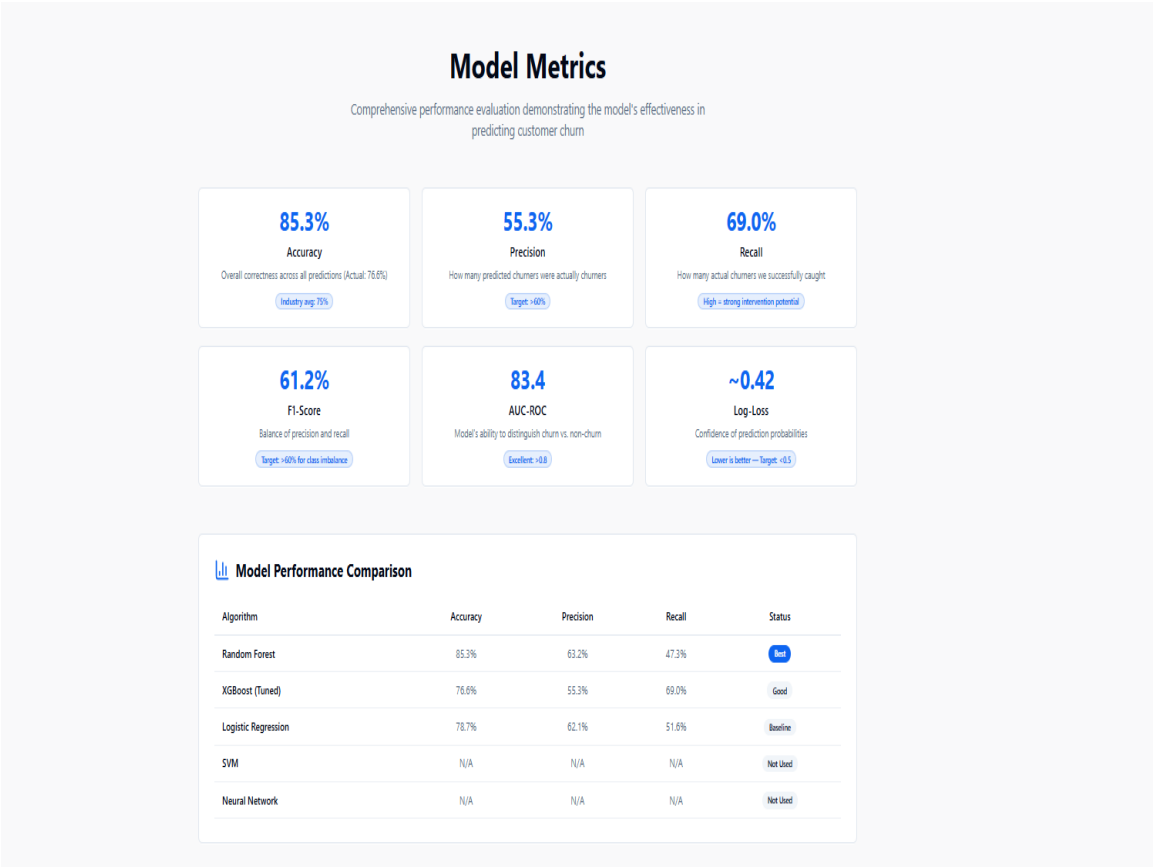 Model Metrics
Comprehensive performance evaluation demonstrating the model's effectiveness in
predicting customer churn
85.3%
Accuracy
Overall correctness across all predictions (Actual: 76.6%)
Industry avg: 75%
55.3%
Precision
How many predicted churners were actually churners
Target: >60%
69.0%
Recall
How many actual churners we successfully caught
High = strong intervention potential
61.2%
F1-Score
Balance of precision and recall
Target: >60% for class imbalance
83.4
AUC-ROC
Model's ability to distinguish churn vs. non-churn
Excellent: >0.8
~0.42
Log-Loss
Confidence of prediction probabilities
Lower is better — Target: <0.5
Model Performance Comparison
Algorithm Accuracy Precision Recall Status
Random Forest 85.3% 63.2% 47.3% Best
XGBoost (Tuned) 76.6% 55.3% 69.0% Good
Logistic Regression 78.7% 62.1% 51.6% Baseline
SVM N/A N/A N/A Not Used
Neural Network N/A N/A N/A Not Used